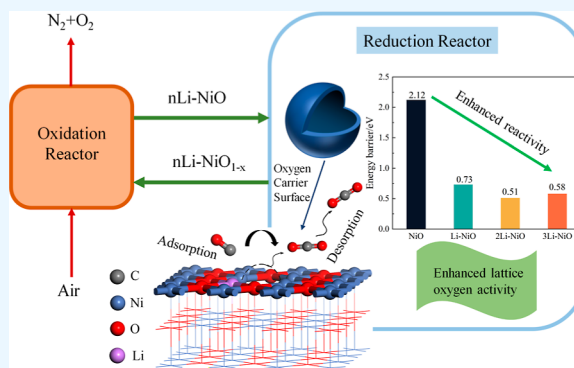 N2+O2
Oxidation
Reactor
Air
nLi-NiO
nLi-NiO1-x
Reduction Reactor
Oxygen
Carrier
Surface
Adsorption
Desorption
C
Ni
O
Li
Energy barrier/eV
2.5
2.0
1.5
1.0
0.5
0.0
2.12
0.73
0.51
0.58
Enhanced reactivity
NiO
Li-NiO
2Li-NiO
3Li-NiO
Enhanced lattice
oxygen activity